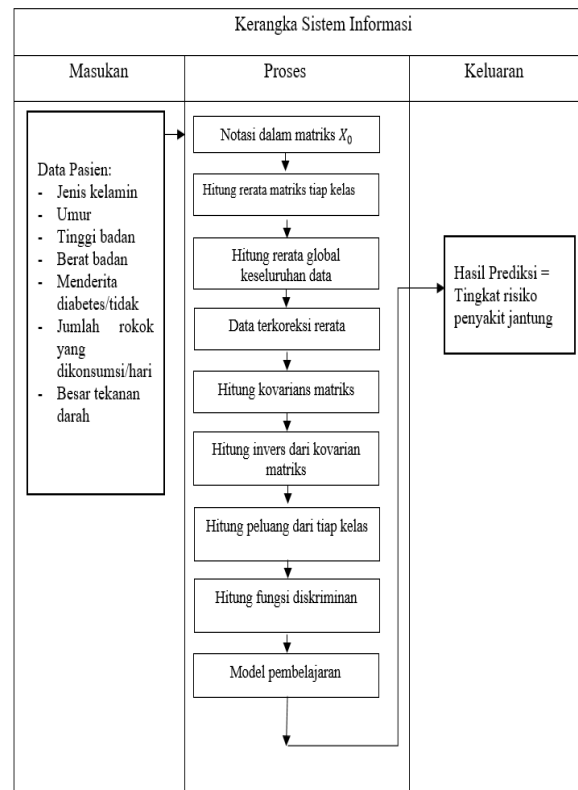 Kerangka Sistem Informasi
Masukan
Proses
Keluaran
Data Pasien:
- Jenis kelamin
- Umur
- Tinggi badan
- Berat badan
- Menderita
diabetes/tidak
- Jumlah rokok
yang
dikonsumsi/hari
- Besar tekanan
darah
Notasi dalam matriks X₀
Hitung rerata matriks tiap kelas
Hitung rerata global
keseluruhan data
Data terkoreksi rerata
Hitung kovarians matriks
Hitung invers dari kovarian
matriks
Hitung peluang dari tiap kelas
Hitung fungsi diskriminan
Model pembelajaran
Hasil Prediksi =
Tingkat risiko
penyakit jantung